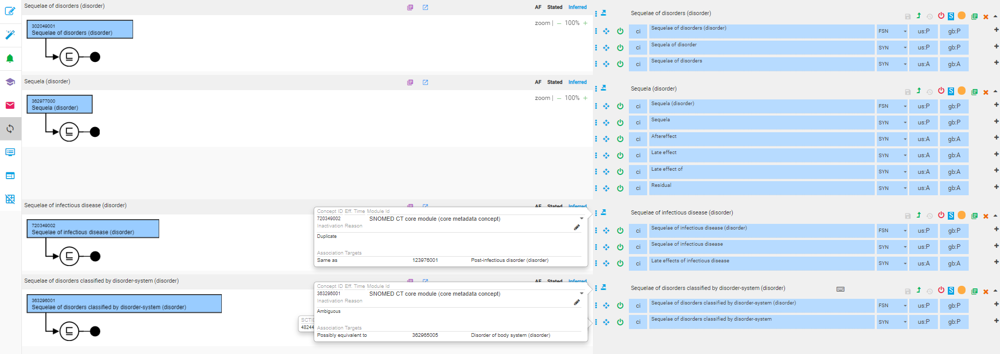 Sequelae of disorders (disorder)
AF Stated Inferred
zoom | – 100% +
302049001
Sequelae of disorders (disorder)
⊑
Sequelae of disorders (disorder)
S
ci Sequelae of disorders (disorder) FSN us:P gb:P
ci Sequela of disorder SYN us:P gb:P
ci Sequelae of disorders SYN us:A gb:A
Sequela (disorder)
AF Stated Inferred
zoom | – 100% +
362977000
Sequela (disorder)
⊑
Sequela (disorder)
S
ci Sequela (disorder) FSN us:P gb:P
ci Sequela SYN us:P gb:P
ci Aftereffect SYN us:A gb:A
ci Late effect SYN us:A gb:A
ci Late effect of SYN us:A gb:A
ci Residual SYN us:A gb:A
Sequelae of infectious disease (disorder)
AF Stated Inferred
720349002
Sequelae of infectious disease (disorder)
⊑
Concept ID Eff. Time Module Id
720349002 SNOMED CT core module (core metadata concept)
Inactivation Reason
Duplicate
Association Targets
Same as 123976001 Post-infectious disorder (disorder)
Sequelae of infectious disease (disorder)
S
ci Sequelae of infectious disease (disorder) FSN us:P gb:P
ci Sequelae of infectious disease SYN us:P gb:P
ci Late effects of infectious disease SYN us:A gb:A
Sequelae of disorders classified by disorder-system (disorder)
AF Stated Inferred
363296001
Sequelae of disorders classified by disorder-system (disorder)
⊑
SCTI
48244
Concept ID Eff. Time Module Id
363296001 SNOMED CT core module (core metadata concept)
Inactivation Reason
Ambiguous
Association Targets
Possibly equivalent to 362965005 Disorder of body system (disorder)
Sequelae of disorders classified by disorder-system (disorder)
S
ci Sequelae of disorders classified by disorder-system (disorder) FSN us:P gb:P
ci Sequelae of disorders classified by disorder-system SYN us:P gb:P